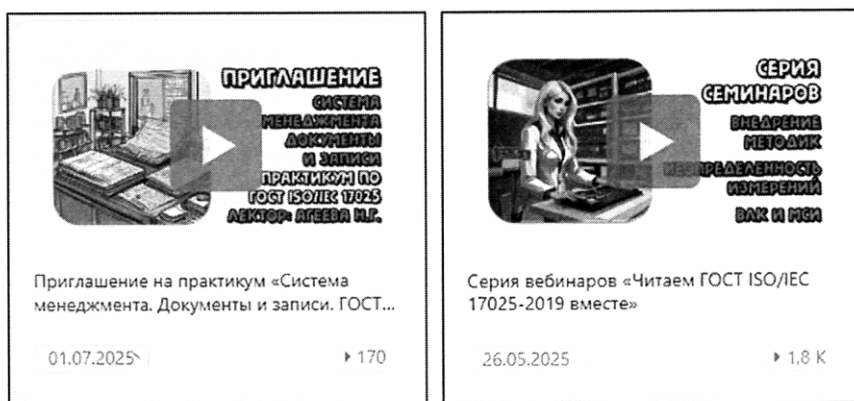 ПРИГЛАШЕНИЕ
СИСТЕМА
МЕНЕДЖМЕНТА
ДОКУМЕНТЫ
И ЗАПИСИ
ПРАКТИКУМ ПО
ГОСТ ISO/IEC 17025
ЛЕКТОР: АГЕЕВА Н.Г.
Приглашение на практикум «Система
менеджмента. Документы и записи. ГОСТ...
01.07.2025
170
СЕРИЯ
СЕМИНАРОВ
ВНЕДРЕНИЕ
МЕТОДИК
НЕОПРЕДЕЛЕННОСТЬ
ИЗМЕРЕНИЙ
ВЛК И МСИ
Серия вебинаров «Читаем ГОСТ ISO/IEC
17025-2019 вместе»
26.05.2025
1,8 K